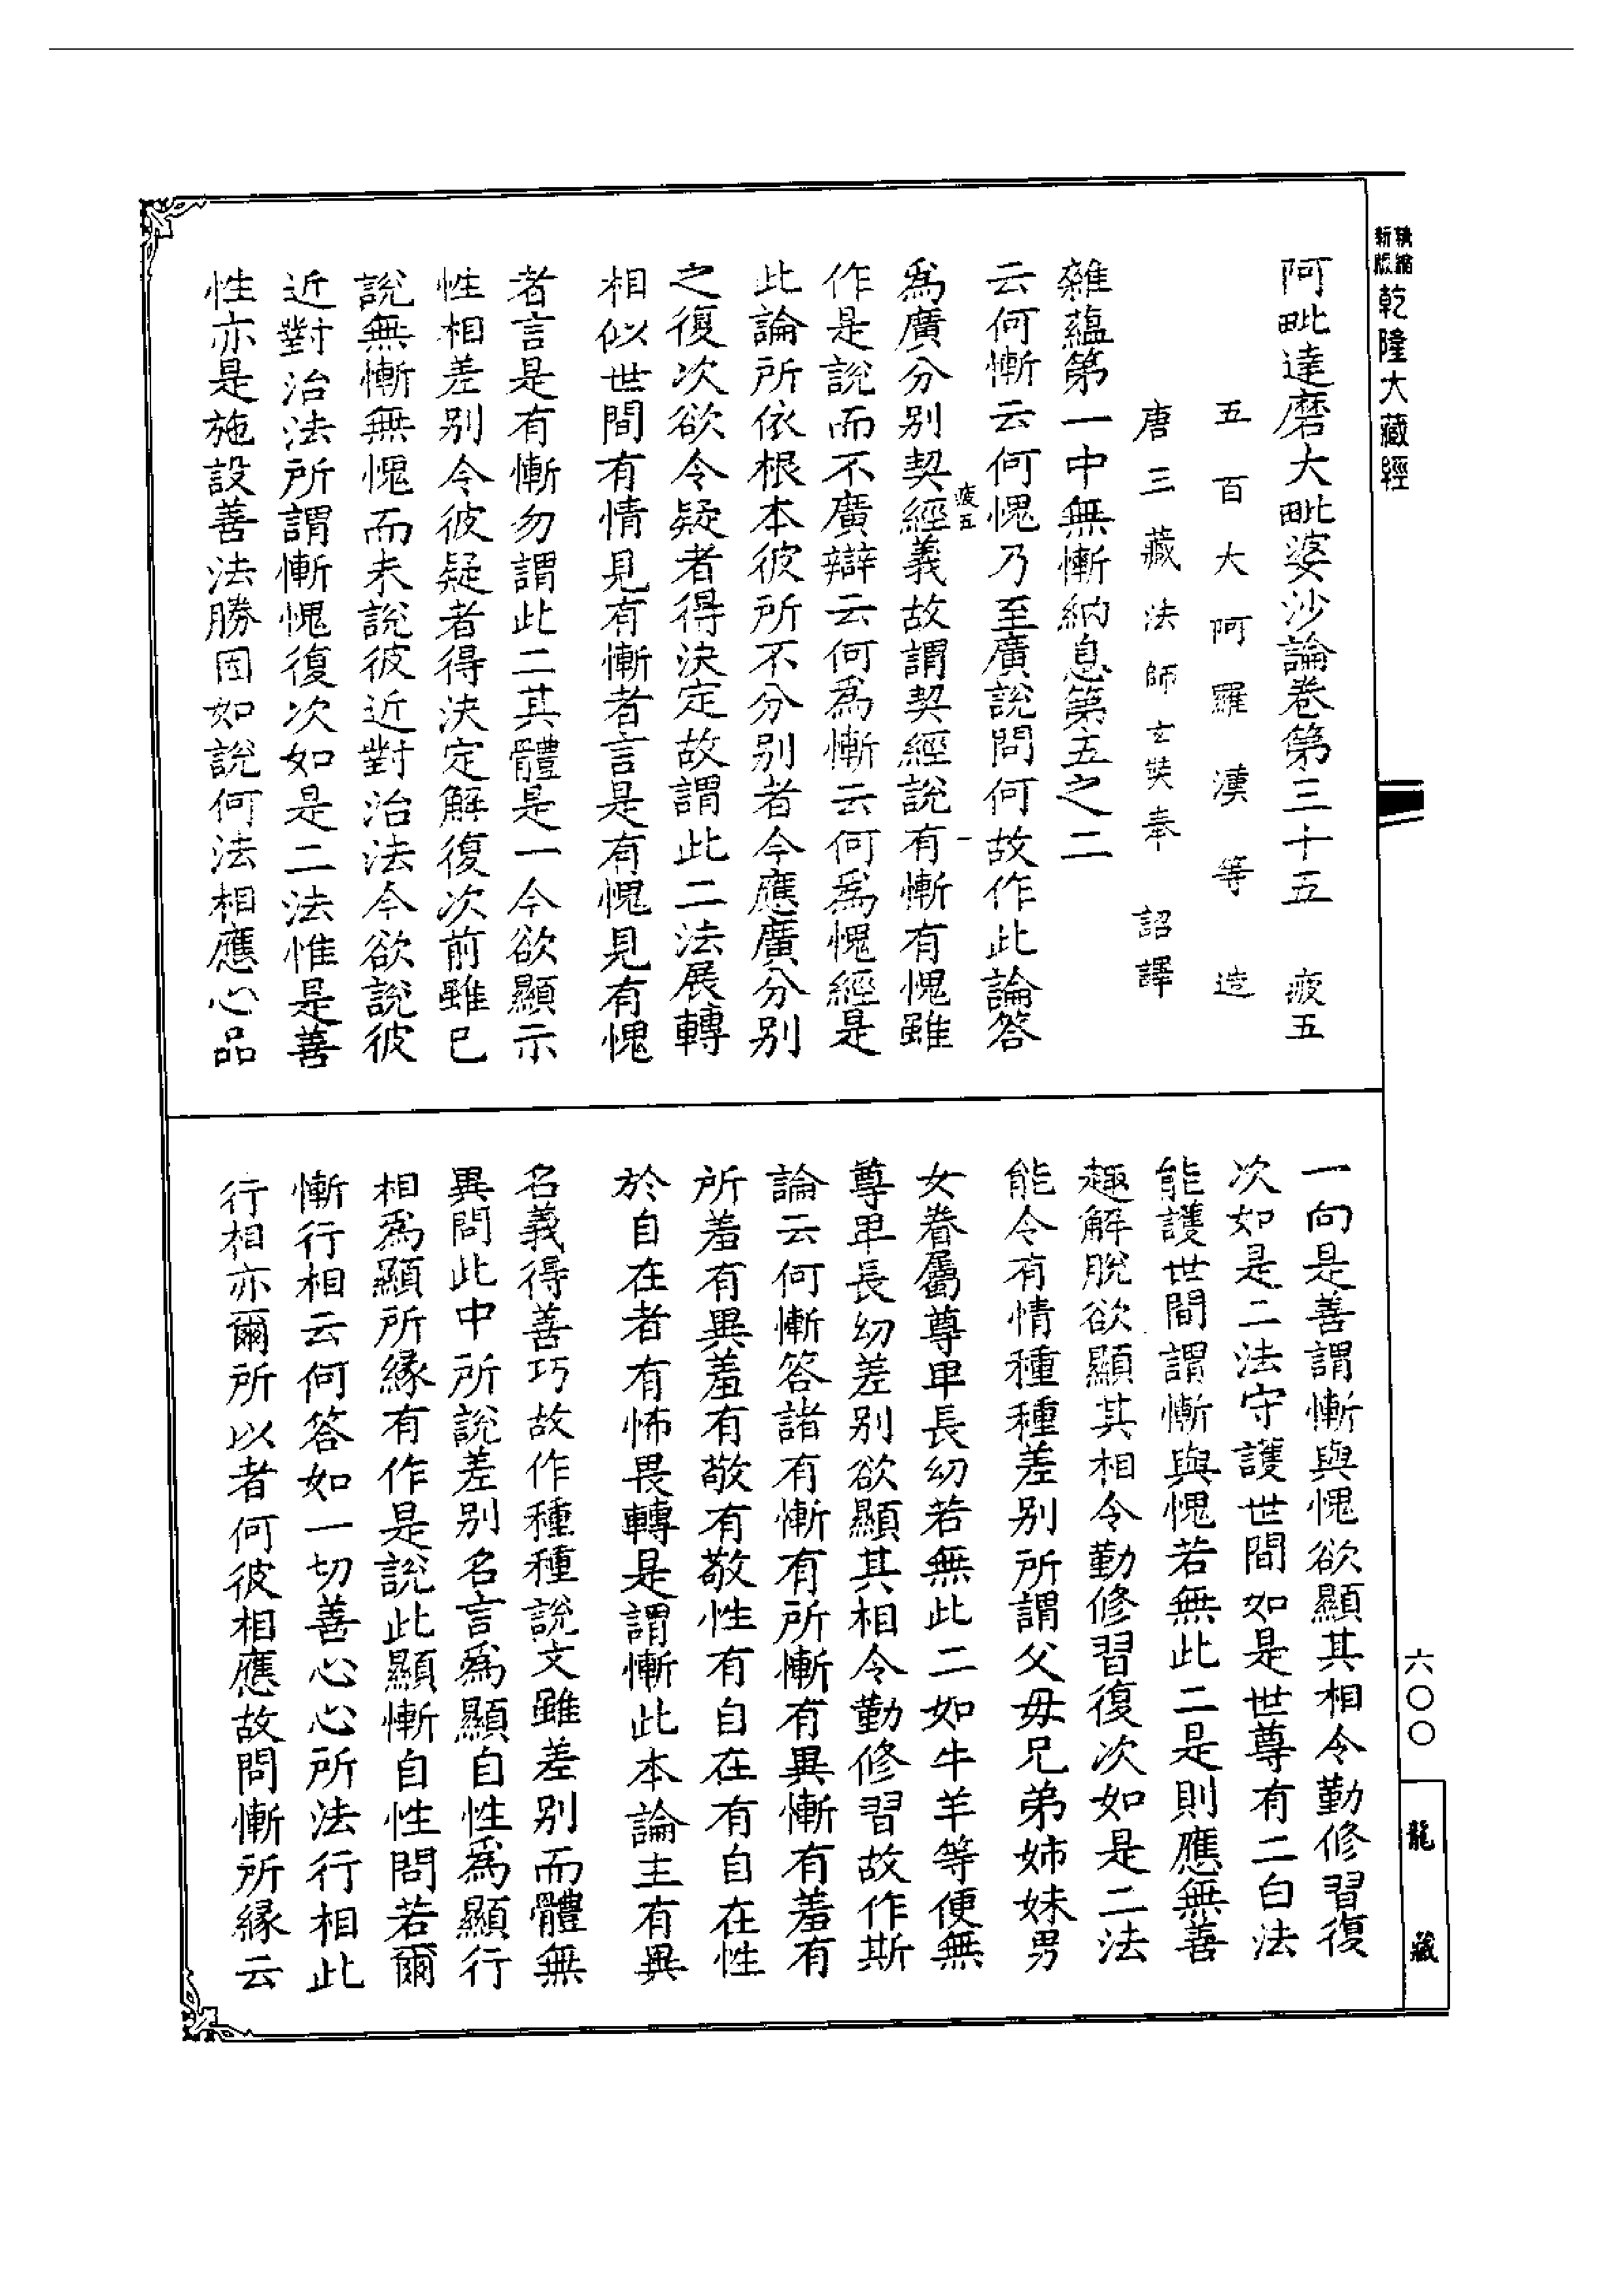 精縮新版乾隆大藏經
阿毗達磨大毗婆沙論卷第三十五　疲五
五百大阿羅漢等造
唐三藏法師玄奘奉　詔譯
雜蘊第一中無慚納息第五之二
云何慚云何愧乃至廣說問何故作此論答
疲五　一
爲廣分别契經義故謂契經說有慚有愧雖
作是說而不廣辯云何爲慚云何爲愧經是
此論所依根本彼所不分别者今應廣分别
之復次欲令疑者得決定故謂此二法展轉
相似世間有情見有慚者言是有愧見有愧
者言是有慚勿謂此二其體是一今欲顯示
性相差别令彼疑者得決定解復次前雖已
說無慚無愧而未說彼近對治法今欲說彼
近對治法所謂慚愧復次如是二法惟是善
性亦是施設善法勝因如說何法相應心品
一向是善謂慚與愧欲顯其相令勤修習復
次如是二法守護世間如是世尊有二白法
能護世間謂慚與愧若無此二是則應無善
趣解脫欲顯其相令勤修習復次如是二法
能令有情種種差别所謂父母兄弟姉妹男
女眷屬尊卑長幼若無此二如牛羊等便無
尊卑長幼差别欲顯其相令勤修習故作斯
論云何慚答諸有慚有所慚有異慚有羞有
所羞有異羞有敬有敬性有自在有自在性
於自在者有怖畏轉是謂慚此本論主有異
名義得善巧故作種種說文雖差别而體無
異問此中所說差别名言爲顯自性爲顯行
相爲顯所緣有作是說此顯慚自性問若爾
慚行相云何答如一切善心心所法行相此
行相亦爾所以者何彼相應故問慚所緣云
六〇〇
龍藏